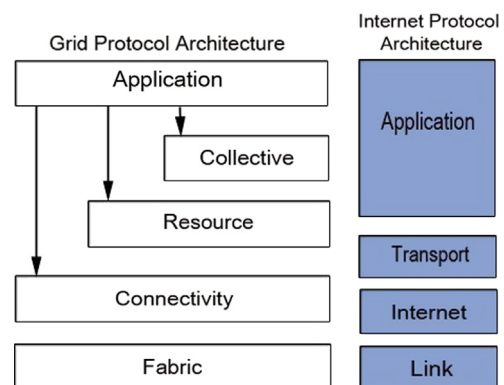 Grid Protocol Architecture
Application
Collective
Resource
Connectivity
Fabric
Internet Protocol
Architecture
Application
Transport
Internet
Link